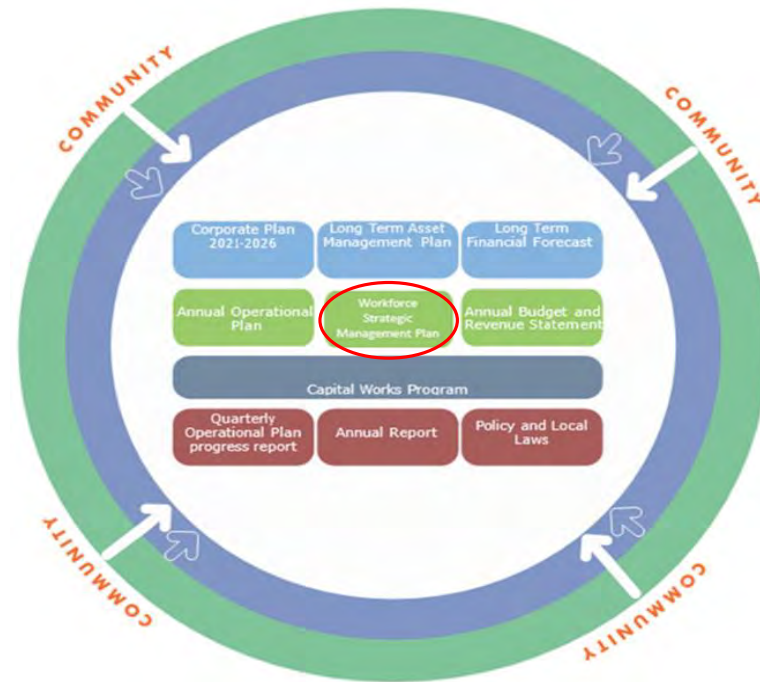 COMMUNITY
COMMUNITY
Corporate Plan
2021-2026
Long Term Asset
Management Plan
Long Term
Financial Forecast
Annual Operational
Plan
Workforce
Strategic
Management Plan
Annual Budget and
Revenue Statement
Capital Works Program
Quarterly
Operational Plan
progress report
Annual Report
Policy and Local
Laws
COMMUNITY
COMMUNITY